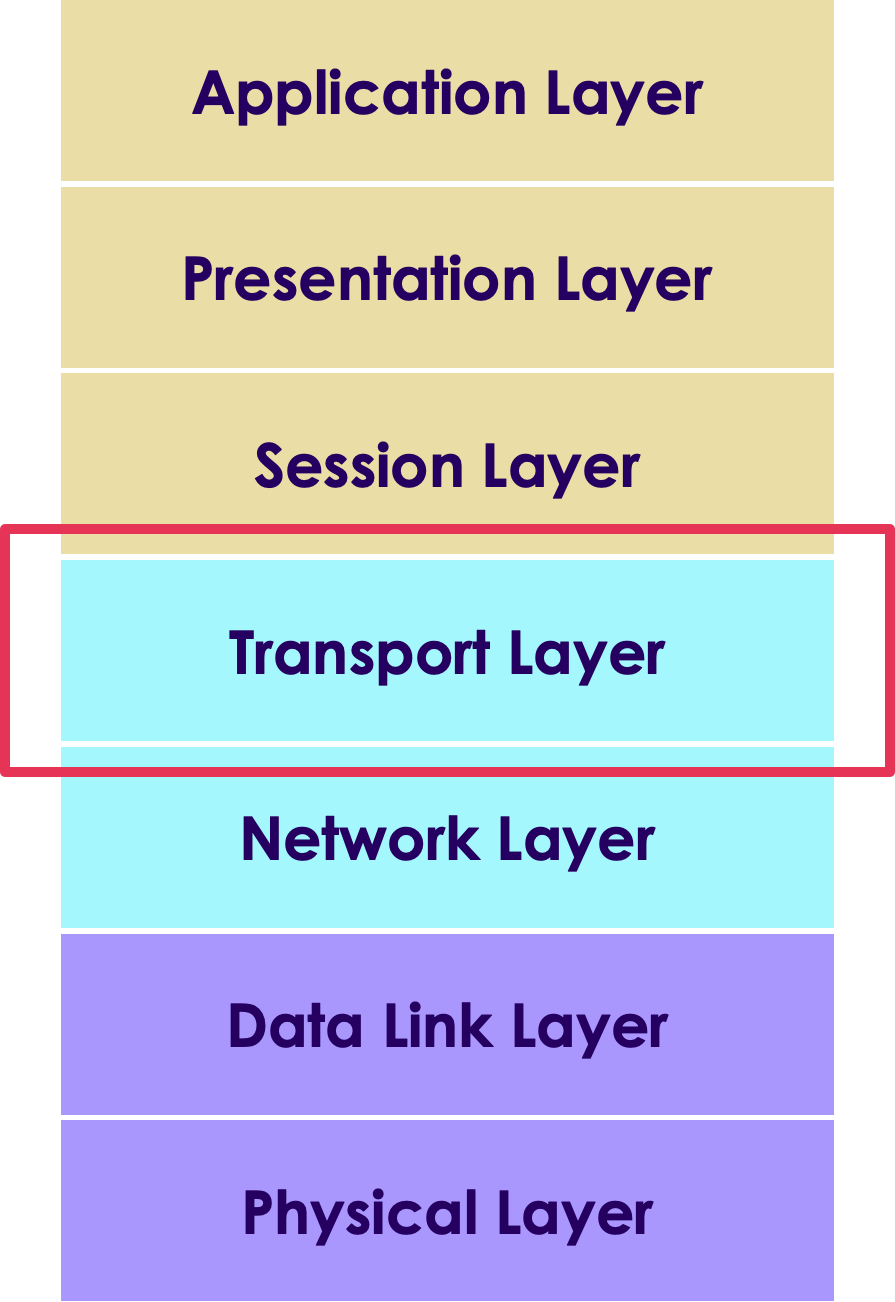 Application Layer
Presentation Layer
Session Layer
Transport Layer
Network Layer
Data Link Layer
Physical Layer